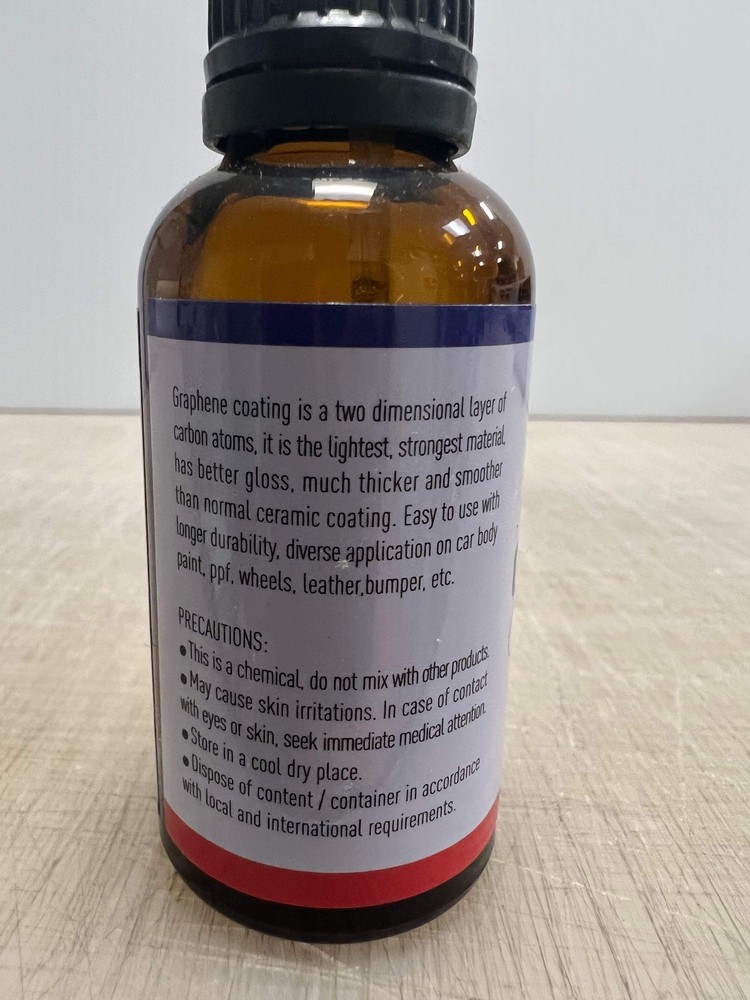 Graphene coating is a two dimensional layer of
carbon atoms, it is the lightest, strongest material,
has better gloss, much thicker and smoother
than normal ceramic coating. Easy to use with
longer durability, diverse application on car body
paint, ppf, wheels, leather,bumper, etc.
PRECAUTIONS:
●This is a chemical, do not mix with other products.
●May cause skin irritations. In case of contact
with eyes or skin, seek immediate medical attention.
●Store in a cool dry place.
●Dispose of content / container in accordance
with local and international requirements.